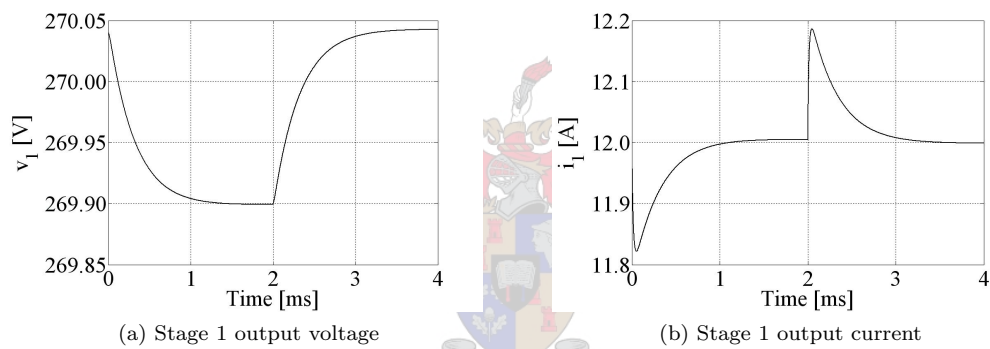 270.05
270.00
269.95
269.90
269.85
v1 [V]
0 1 2 3 4
Time [ms]
(a) Stage 1 output voltage
12.2
12.1
12.0
11.9
11.8
i1 [A]
0 1 2 3 4
Time [ms]
(b) Stage 1 output current